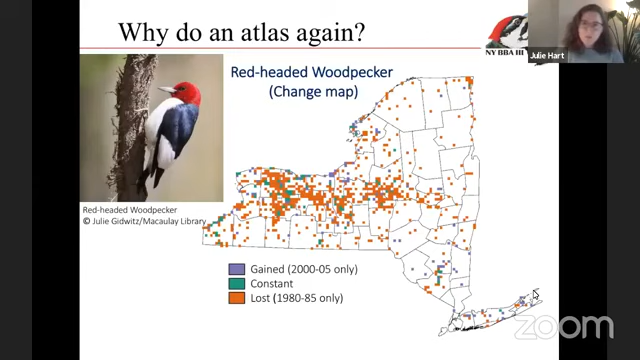 Why do an atlas again?
NY BBA III
Julie Hart
Red-headed Woodpecker
(Change map)
Red-headed Woodpecker
© Julie Gidwitz/Macaulay Library
Gained (2000-05 only)
Constant
Lost (1980-85 only)
zoom